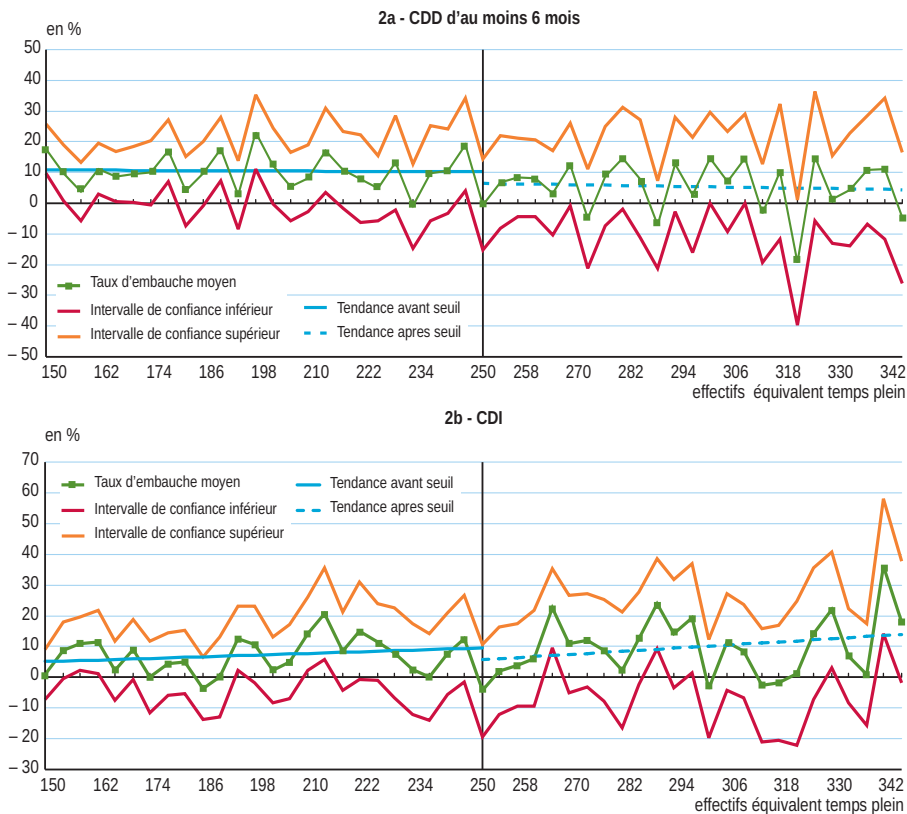 2a - CDD d'au moins 6 mois
en %
50
40
30
20
10
0
– 10
– 20
– 30
– 40
– 50
Taux d'embauche moyen
Intervalle de confiance inférieur
Intervalle de confiance supérieur
Tendance avant seuil
Tendance apres seuil
150 162 174 186 198 210 222 234 250 258 270 282 294 306 318 330 342
effectifs équivalent temps plein
2b - CDI
en %
70
60
50
40
30
20
10
0
– 10
– 20
– 30
Taux d'embauche moyen
Intervalle de confiance inférieur
Intervalle de confiance supérieur
Tendance avant seuil
Tendance apres seuil
150 162 174 186 198 210 222 234 250 258 270 282 294 306 318 330 342
effectifs équivalent temps plein